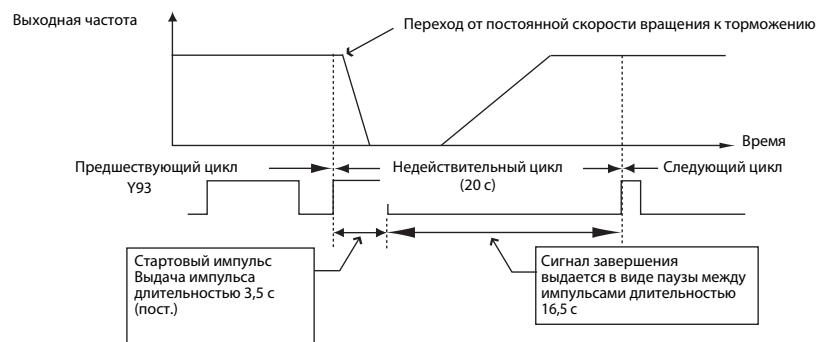 Выходная частота
Переход от постоянной скорости вращения к торможению
Время
Предшествующий цикл
Недействительный цикл
(20 с)
Следующий цикл
Y93
Стартовый импульс
Выдача импульса
длительностью 3,5 с
(пост.)
Сигнал завершения
выдается в виде паузы между
импульсами длительностью
16,5 с